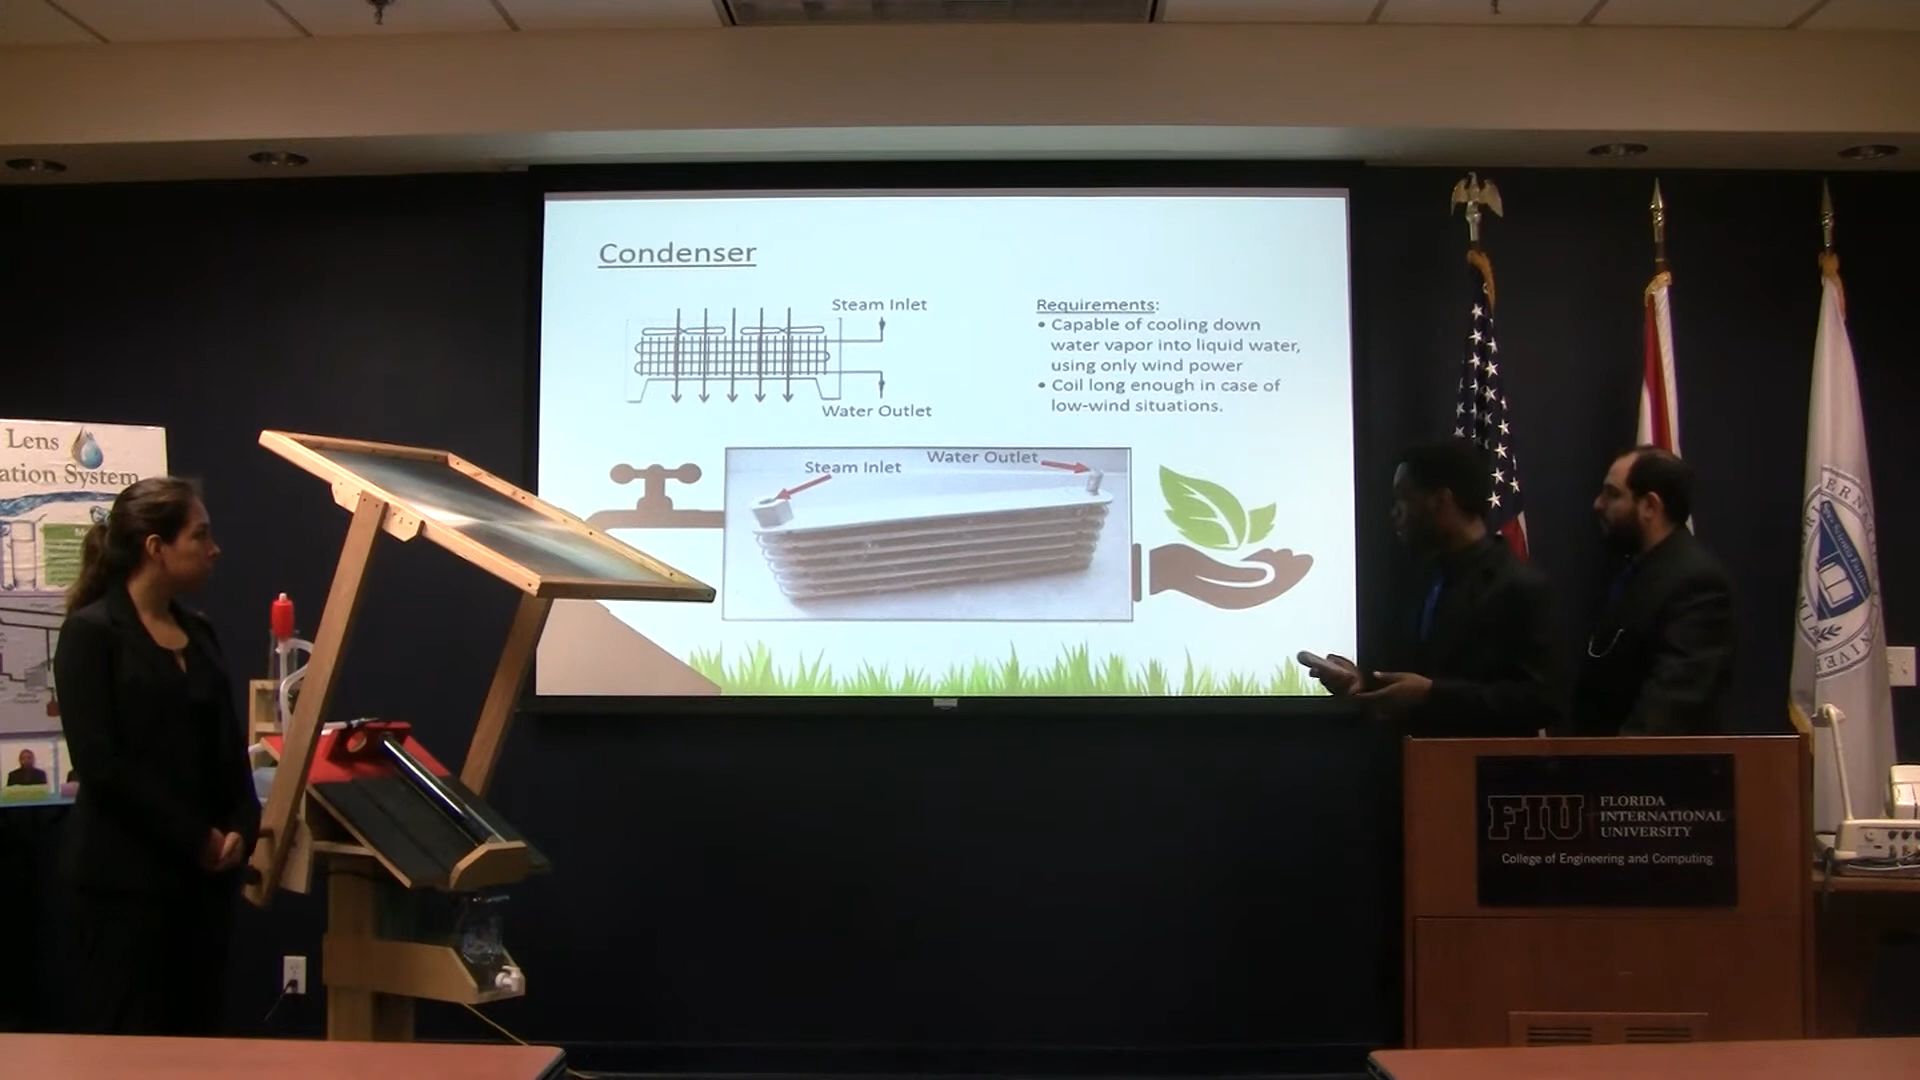 Condenser
Steam Inlet
Water Outlet
Requirements:
• Capable of cooling down
water vapor into liquid water,
using only wind power
• Coil long enough in case of
low-wind situations.
Steam Inlet
Water Outlet
Lens
ation System
FIU
FLORIDA
INTERNATIONAL
UNIVERSITY
College of Engineering and Computing